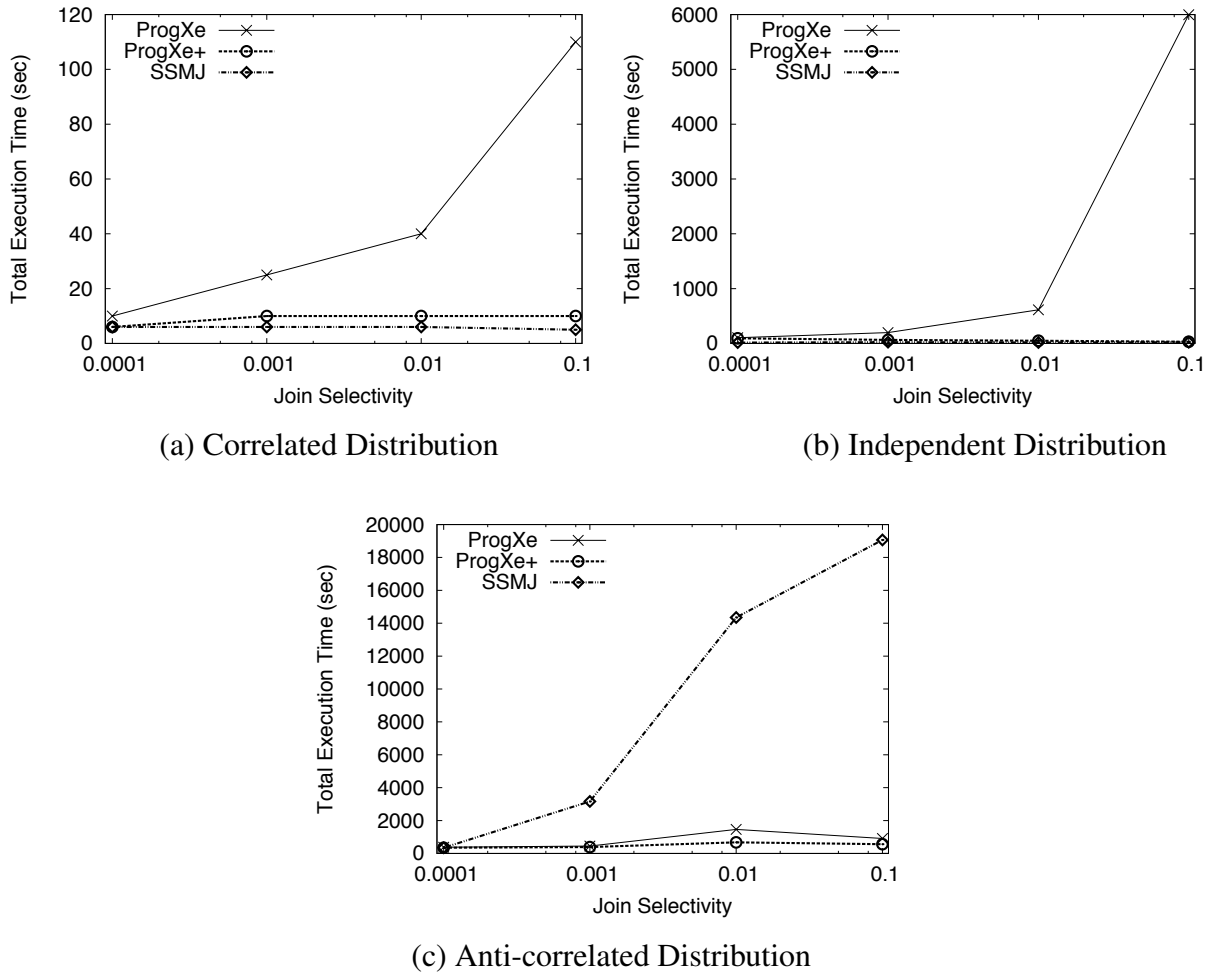 120
100
80
60
40
20
0
Total Execution Time (sec)
ProgXe
ProgXe+
SSMJ
0.0001 0.001 0.01 0.1
Join Selectivity
(a) Correlated Distribution
6000
5000
4000
3000
2000
1000
0
Total Execution Time (sec)
ProgXe
ProgXe+
SSMJ
0.0001 0.001 0.01 0.1
Join Selectivity
(b) Independent Distribution
20000
18000
16000
14000
12000
10000
8000
6000
4000
2000
0
Total Execution Time (sec)
ProgXe
ProgXe+
SSMJ
0.0001 0.001 0.01 0.1
Join Selectivity
(c) Anti-correlated Distribution